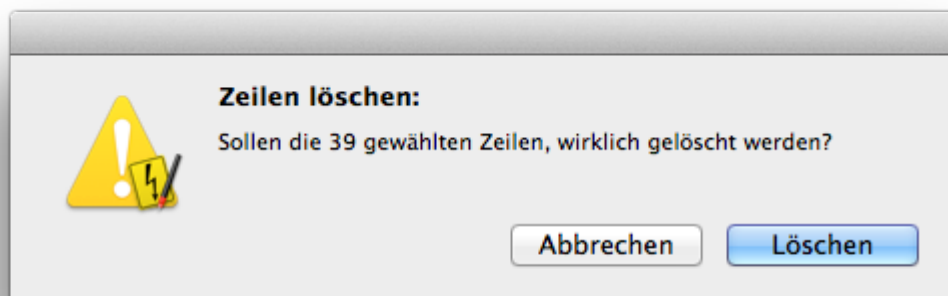 Zeilen löschen:
Sollen die 39 gewählten Zeilen, wirklich gelöscht werden?
Abbrechen
Löschen